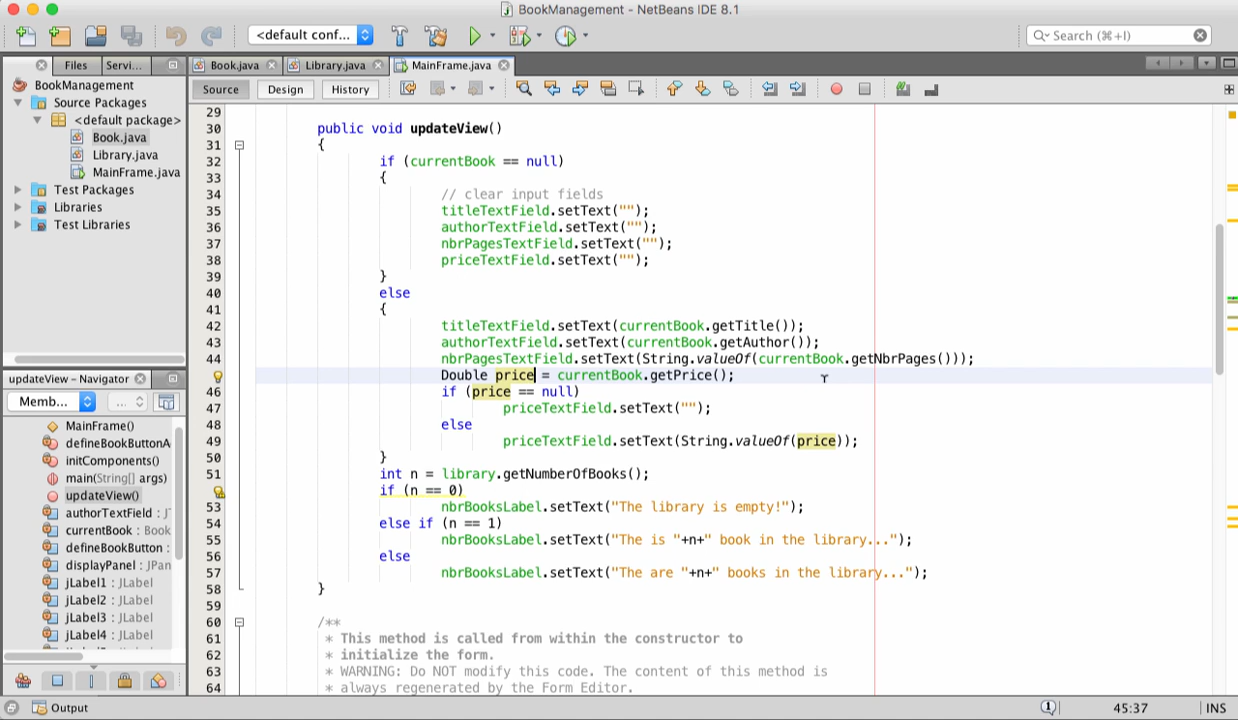 BookManagement - NetBeans IDE 8.1
<default conf...
Search (⌘+I)
Files
Servi...
Book.java
Library.java
MainFrame.java
Source
Design
History
BookManagement
Source Packages
<default package>
Book.java
Library.java
MainFrame.java
Test Packages
Libraries
Test Libraries
updateView - Navigator
Memb...
...
MainFrame()
defineBookButtonA
initComponents()
main(String[] args)
updateView()
authorTextField : J
currentBook : Book
defineBookButton :
displayPanel : JPan
jLabel1 : JLabel
jLabel2 : JLabel
jLabel3 : JLabel
jLabel4 : JLabel
29
30 public void updateView()
31 {
32 if (currentBook == null)
33 {
34 // clear input fields
35 titleTextField.setText("");
36 authorTextField.setText("");
37 nbrPagesTextField.setText("");
38 priceTextField.setText("");
39 }
40 else
41 {
42 titleTextField.setText(currentBook.getTitle());
43 authorTextField.setText(currentBook.getAuthor());
44 nbrPagesTextField.setText(String.valueOf(currentBook.getNbrPages()));
Double price = currentBook.getPrice();
46 if (price == null)
47 priceTextField.setText("");
48 else
49 priceTextField.setText(String.valueOf(price));
50 }
51 int n = library.getNumberOfBooks();
if (n == 0)
53 nbrBooksLabel.setText("The library is empty!");
54 else if (n == 1)
55 nbrBooksLabel.setText("The is "+n+" book in the library...");
56 else
57 nbrBooksLabel.setText("The are "+n+" books in the library...");
58 }
59
60 /**
61 * This method is called from within the constructor to
62 * initialize the form.
63 * WARNING: Do NOT modify this code. The content of this method is
64 * always regenerated by the Form Editor.
Output
1
45:37
INS